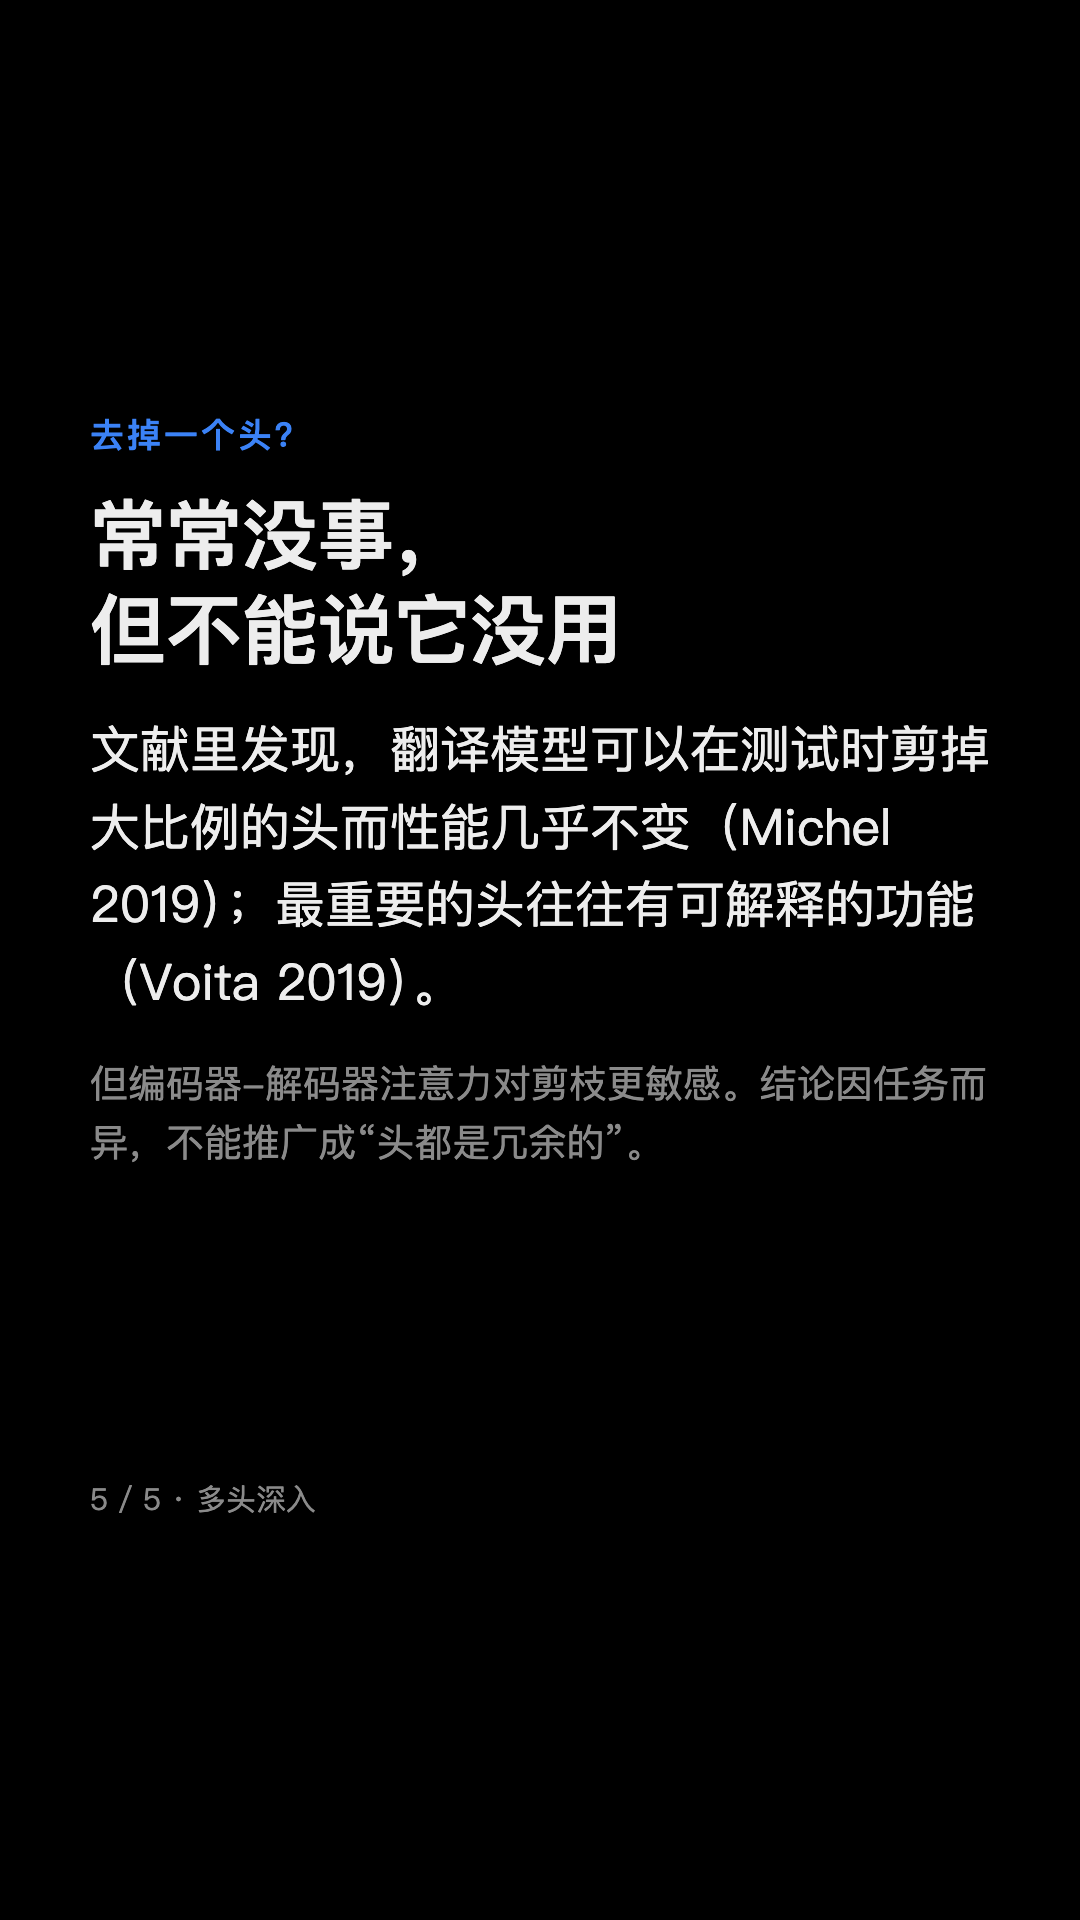 去掉一个头？
常常没事，
但不能说它没用
文献里发现，翻译模型可以在测试时剪掉
大比例的头而性能几乎不变（Michel
2019）；最重要的头往往有可解释的功能
（Voita 2019）。
但编码器–解码器注意力对剪枝更敏感。结论因任务而
异，不能推广成“头都是冗余的”。
5 / 5 · 多头深入